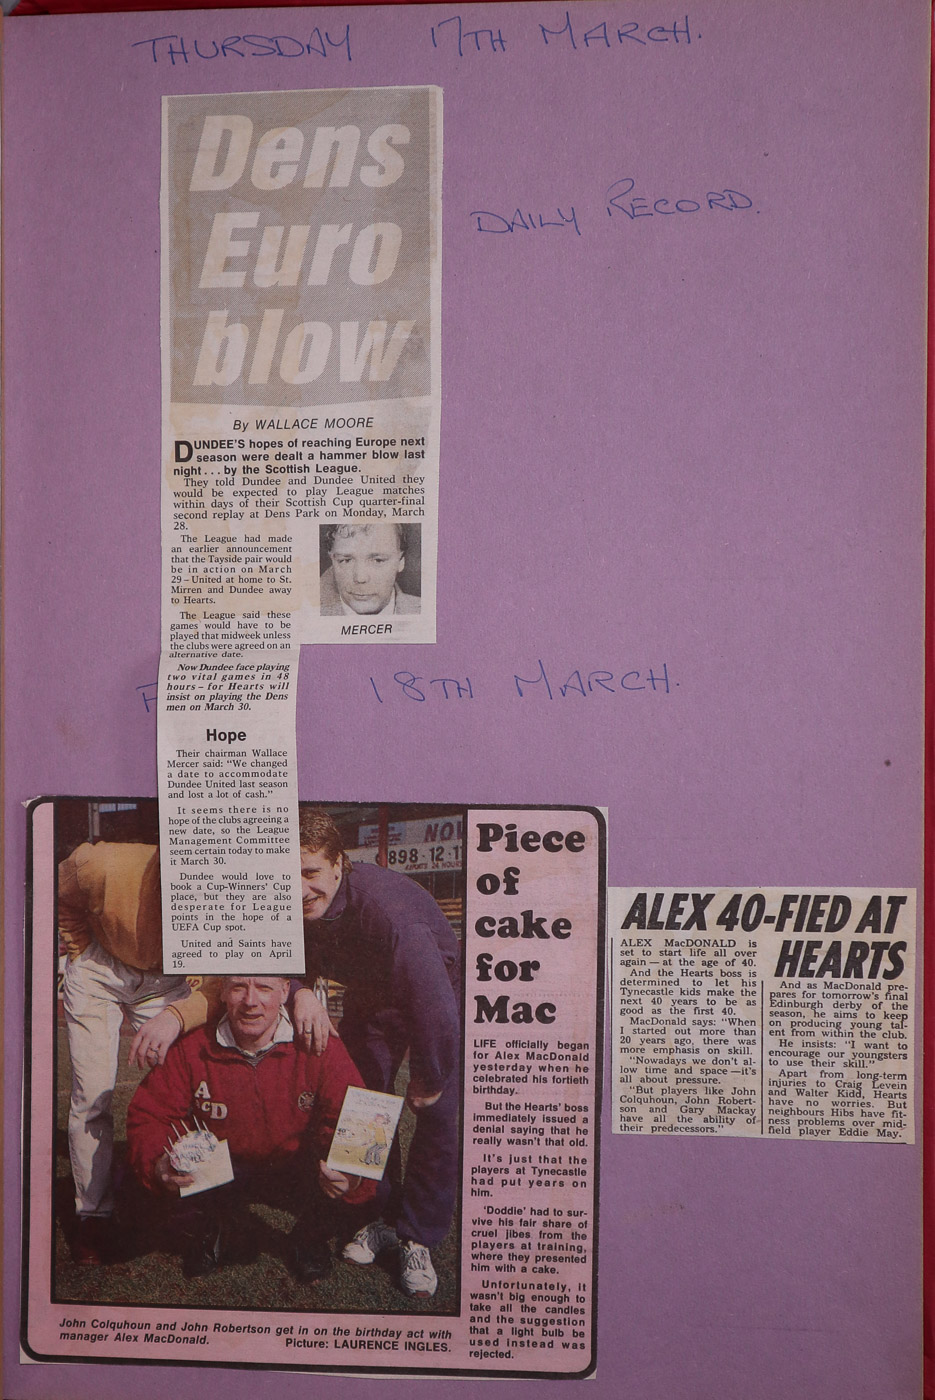 THURSDAY 17TH MARCH.
Dens
Euro
blow
DAILY RECORD.
By WALLACE MOORE
DUNDEE'S hopes of reaching Europe next
season were dealt a hammer blow last
night . . . by the Scottish League.
They told Dundee and Dundee United they
would be expected to play League matches
within days of their Scottish Cup quarter-final
second replay at Dens Park on Monday, March
28.
The League had made
an earlier announcement
that the Tayside pair would
be in action on March
29 – United at home to St.
Mirren and Dundee away
to Hearts.
The League said these
games would have to be
played that midweek unless
the clubs were agreed on an
alternative date.
Now Dundee face playing
two vital games in 48
hours – for Hearts will
insist on playing the Dens
men on March 30.
MERCER
Hope
Their chairman Wallace
Mercer said: "We changed
a date to accommodate
Dundee United last season
and lost a lot of cash."
It seems there is no
hope of the clubs agreeing a
new date, so the League
Management Committee
seem certain today to make
it March 30.
Dundee would love to
book a Cup-Winners' Cup
place, but they are also
desperate for League
points in the hope of a
UEFA Cup spot.
United and Saints have
agreed to play on April
19.
18TH MARCH.
NOW
0898·12·11
A
McD
40
Piece
of
cake
for
Mac
LIFE officially began
for Alex MacDonald
yesterday when he
celebrated his fortieth
birthday.
But the Hearts' boss
immediately issued a
denial saying that he
really wasn't that old.
It's just that the
players at Tynecastle
had put years on
him.
'Doddie' had to sur-
vive his fair share of
cruel jibes from the
players at training,
where they presented
him with a cake.
Unfortunately, it
wasn't big enough to
take all the candles
and the suggestion
that a light bulb be
used instead was
rejected.
John Colquhoun and John Robertson get in on the birthday act with
manager Alex MacDonald. Picture: LAURENCE INGLES.
ALEX 40-FIED AT
HEARTS
ALEX MacDONALD is
set to start life all over
again — at the age of 40.
And the Hearts boss is
determined to let his
Tynecastle kids make the
next 40 years to be as
good as the first 40.
MacDonald says: "When
I started out more than
20 years ago, there was
more emphasis on skill.
"Nowadays we don't al-
low time and space — it's
all about pressure.
"But players like John
Colquhoun, John Robert-
son and Gary Mackay
have all the ability of
their predecessors."
And as MacDonald pre-
pares for tomorrow's final
Edinburgh derby of the
season, he aims to keep
on producing young tal-
ent from within the club.
He insists: "I want to
encourage our youngsters
to use their skill."
Apart from long-term
injuries to Craig Levein
and Walter Kidd, Hearts
have no worries. But
neighbours Hibs have fit-
ness problems over mid-
field player Eddie May.